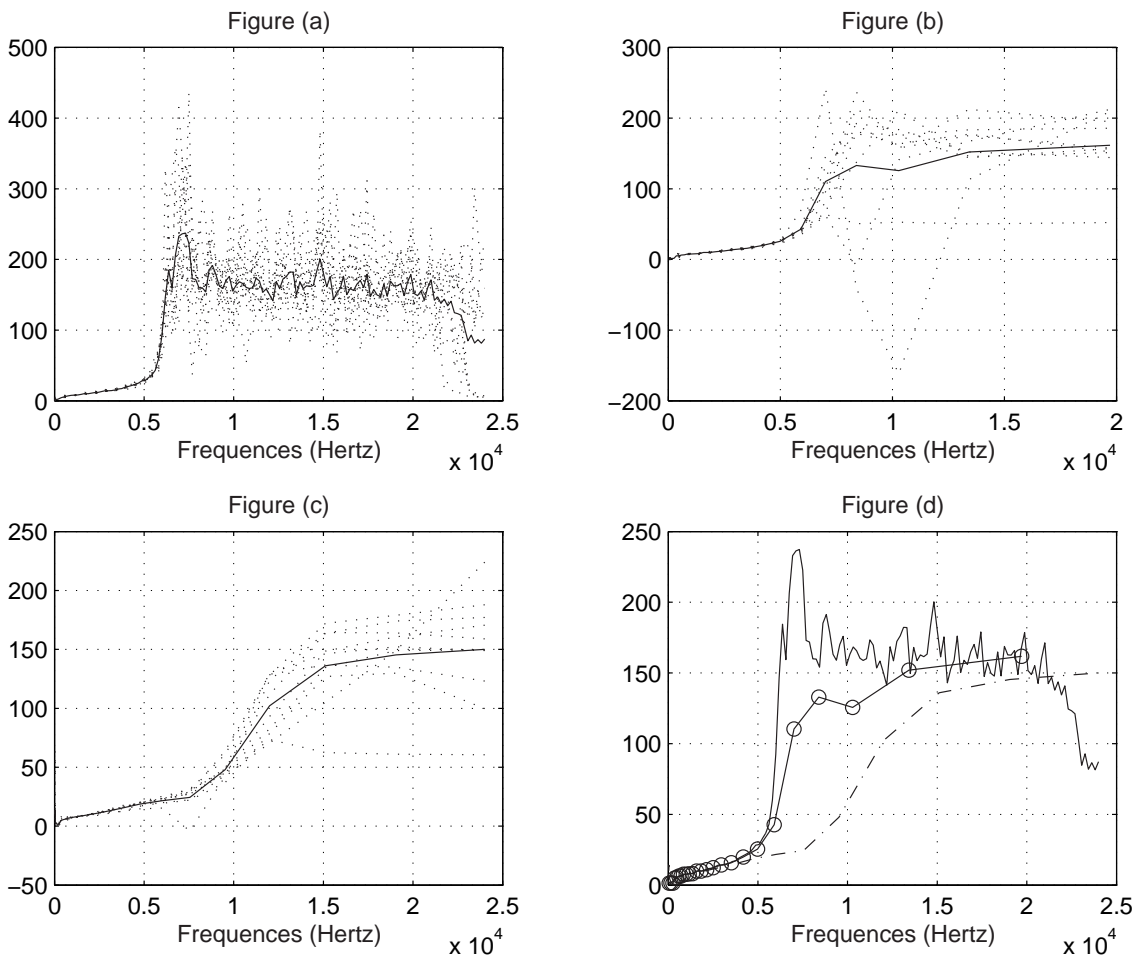 Figure (a)
500
400
300
200
100
0
0 0.5 1 1.5 2 2.5
Frequences (Hertz)
x 10^4
Figure (b)
300
200
100
0
−100
−200
0 0.5 1 1.5 2
Frequences (Hertz)
x 10^4
Figure (c)
250
200
150
100
50
0
−50
0 0.5 1 1.5 2 2.5
Frequences (Hertz)
x 10^4
Figure (d)
250
200
150
100
50
0
0 0.5 1 1.5 2 2.5
Frequences (Hertz)
x 10^4